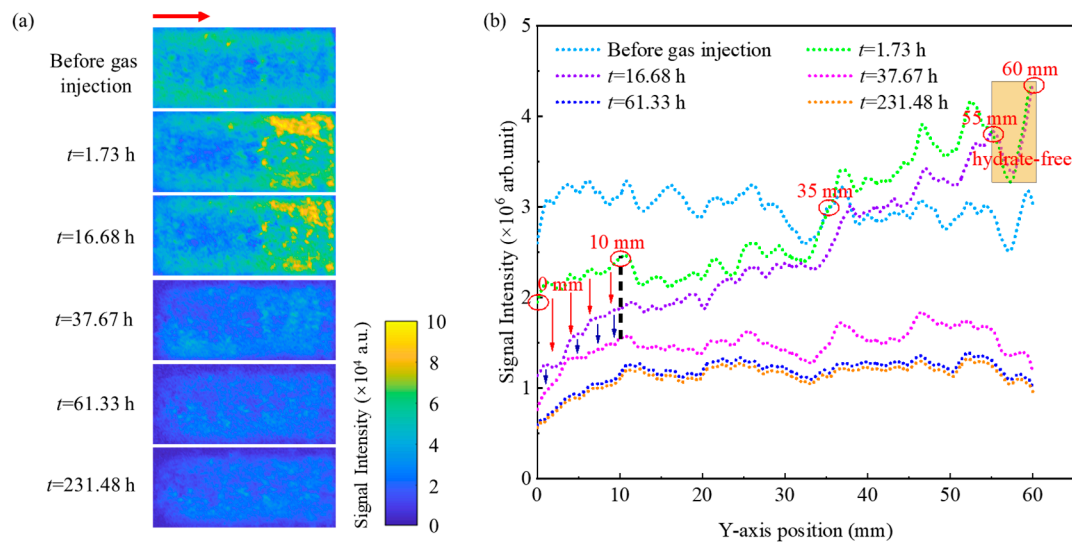 (a)
Before gas
injection
t=1.73 h
t=16.68 h
t=37.67 h
t=61.33 h
t=231.48 h
10
8
6
4
2
0
Signal Intensity (×10⁴ a.u.)
(b)
Before gas injection
t=1.73 h
t=16.68 h
t=37.67 h
t=61.33 h
t=231.48 h
60 mm
55 mm
hydrate-free
35 mm
10 mm
0 mm
5
4
3
2
1
0
Signal Intensity (×10⁶ arb.unit)
0
10
20
30
40
50
60
Y-axis position (mm)